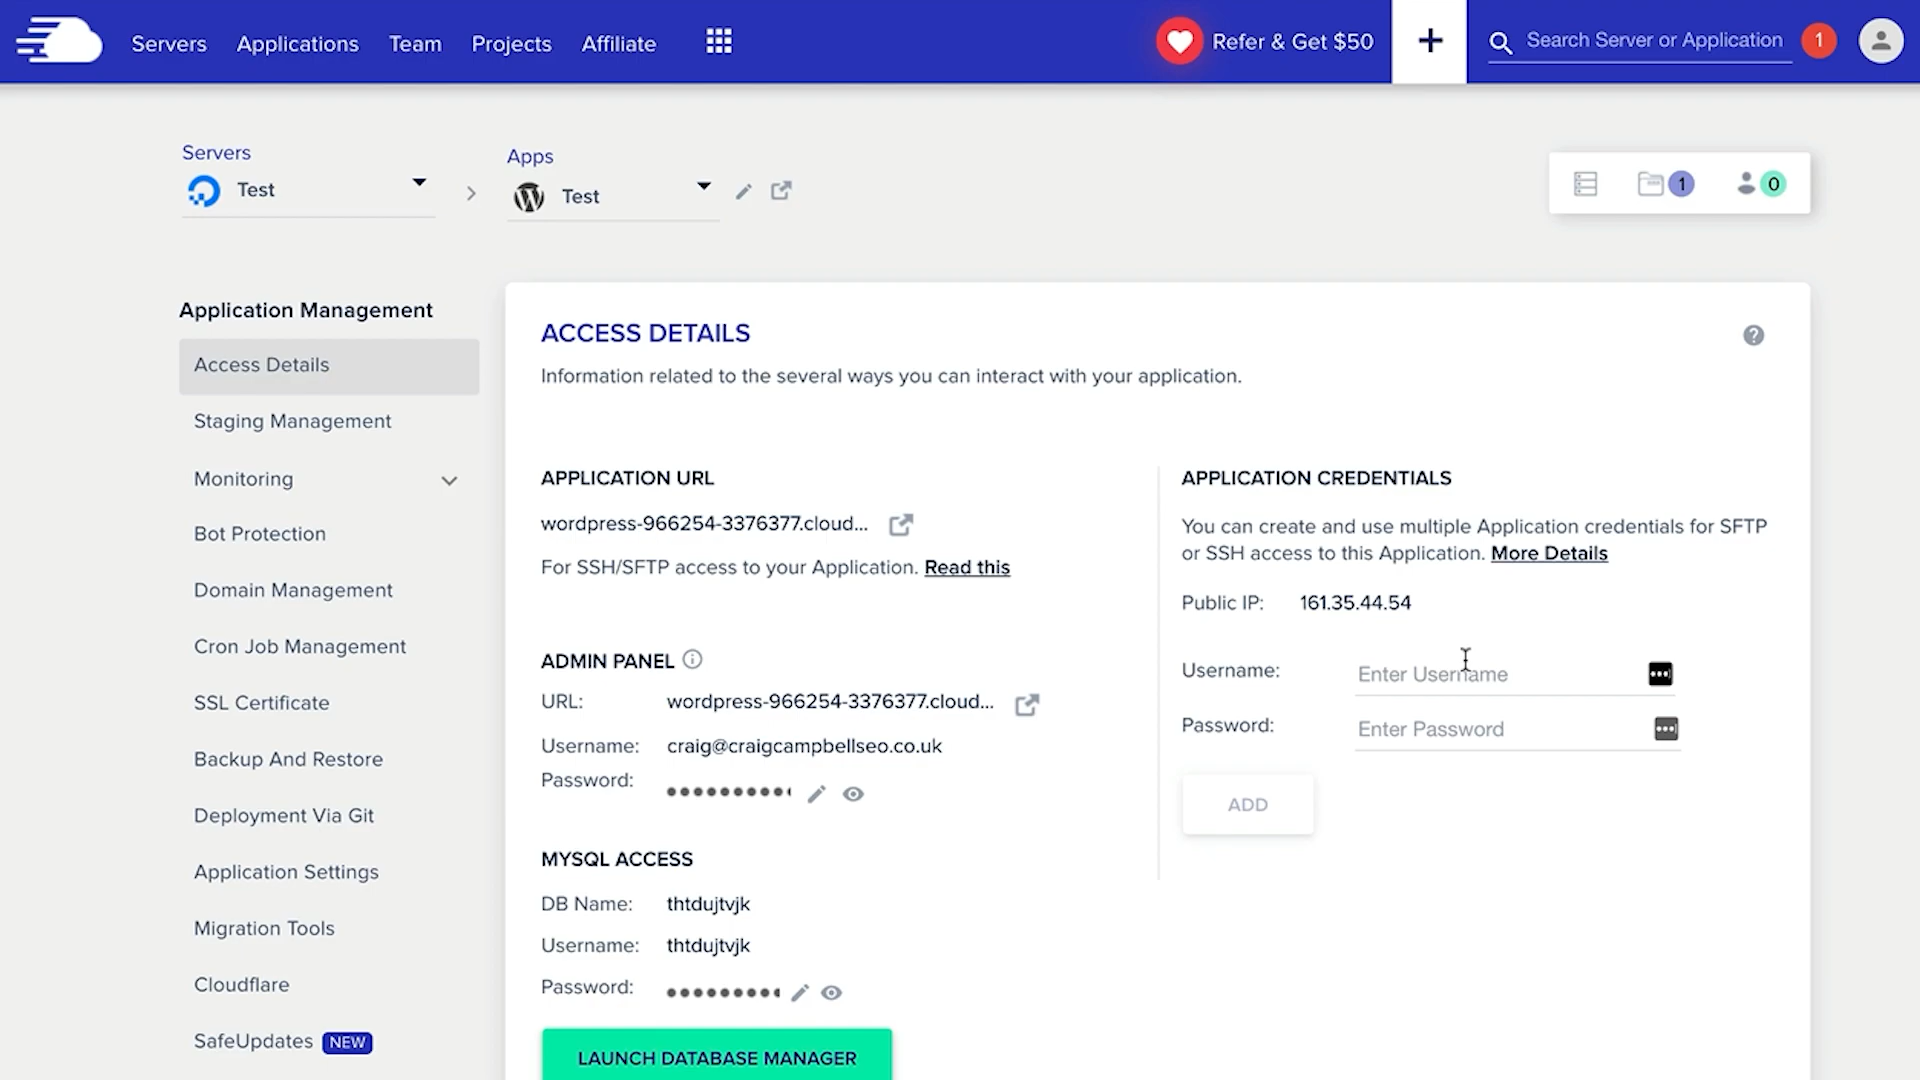 Servers
Applications
Team
Projects
Affiliate
Refer & Get $50
+
Search Server or Application
1
Servers
Test
Apps
Test
1
0
Application Management
Access Details
Staging Management
Monitoring
Bot Protection
Domain Management
Cron Job Management
SSL Certificate
Backup And Restore
Deployment Via Git
Application Settings
Migration Tools
Cloudflare
SafeUpdates NEW
ACCESS DETAILS
Information related to the several ways you can interact with your application.
APPLICATION URL
wordpress-966254-3376377.cloud...
For SSH/SFTP access to your Application. Read this
ADMIN PANEL
URL: wordpress-966254-3376377.cloud...
Username: craig@craigcampbellseo.co.uk
Password:
MYSQL ACCESS
DB Name: thtdujtvjk
Username: thtdujtvjk
Password:
LAUNCH DATABASE MANAGER
APPLICATION CREDENTIALS
You can create and use multiple Application credentials for SFTP
or SSH access to this Application. More Details
Public IP: 161.35.44.54
Username: Enter Username
Password: Enter Password
ADD